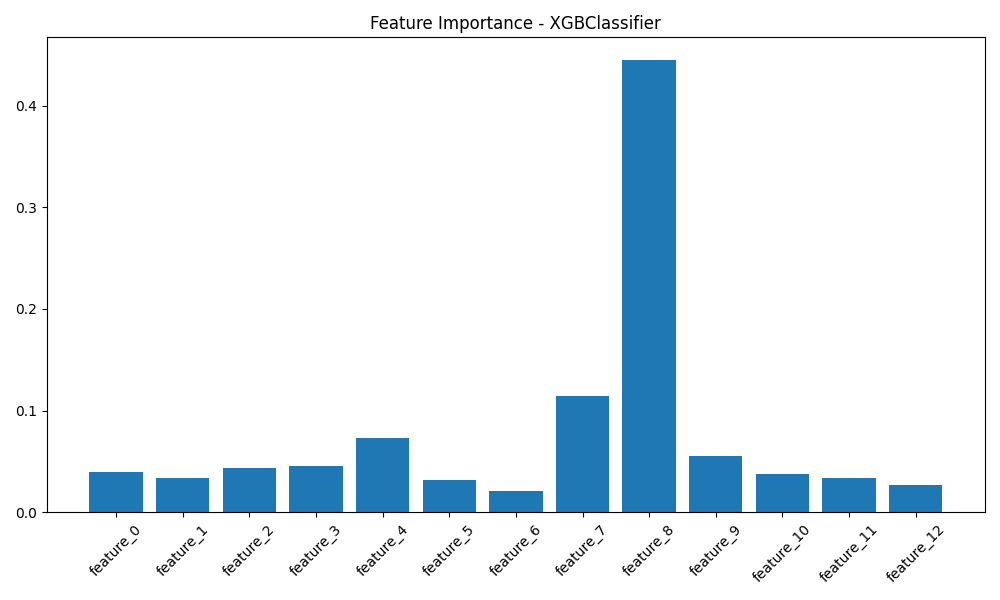 Feature Importance - XGBClassifier
0.4
0.3
0.2
0.1
0.0
feature_0
feature_1
feature_2
feature_3
feature_4
feature_5
feature_6
feature_7
feature_8
feature_9
feature_10
feature_11
feature_12